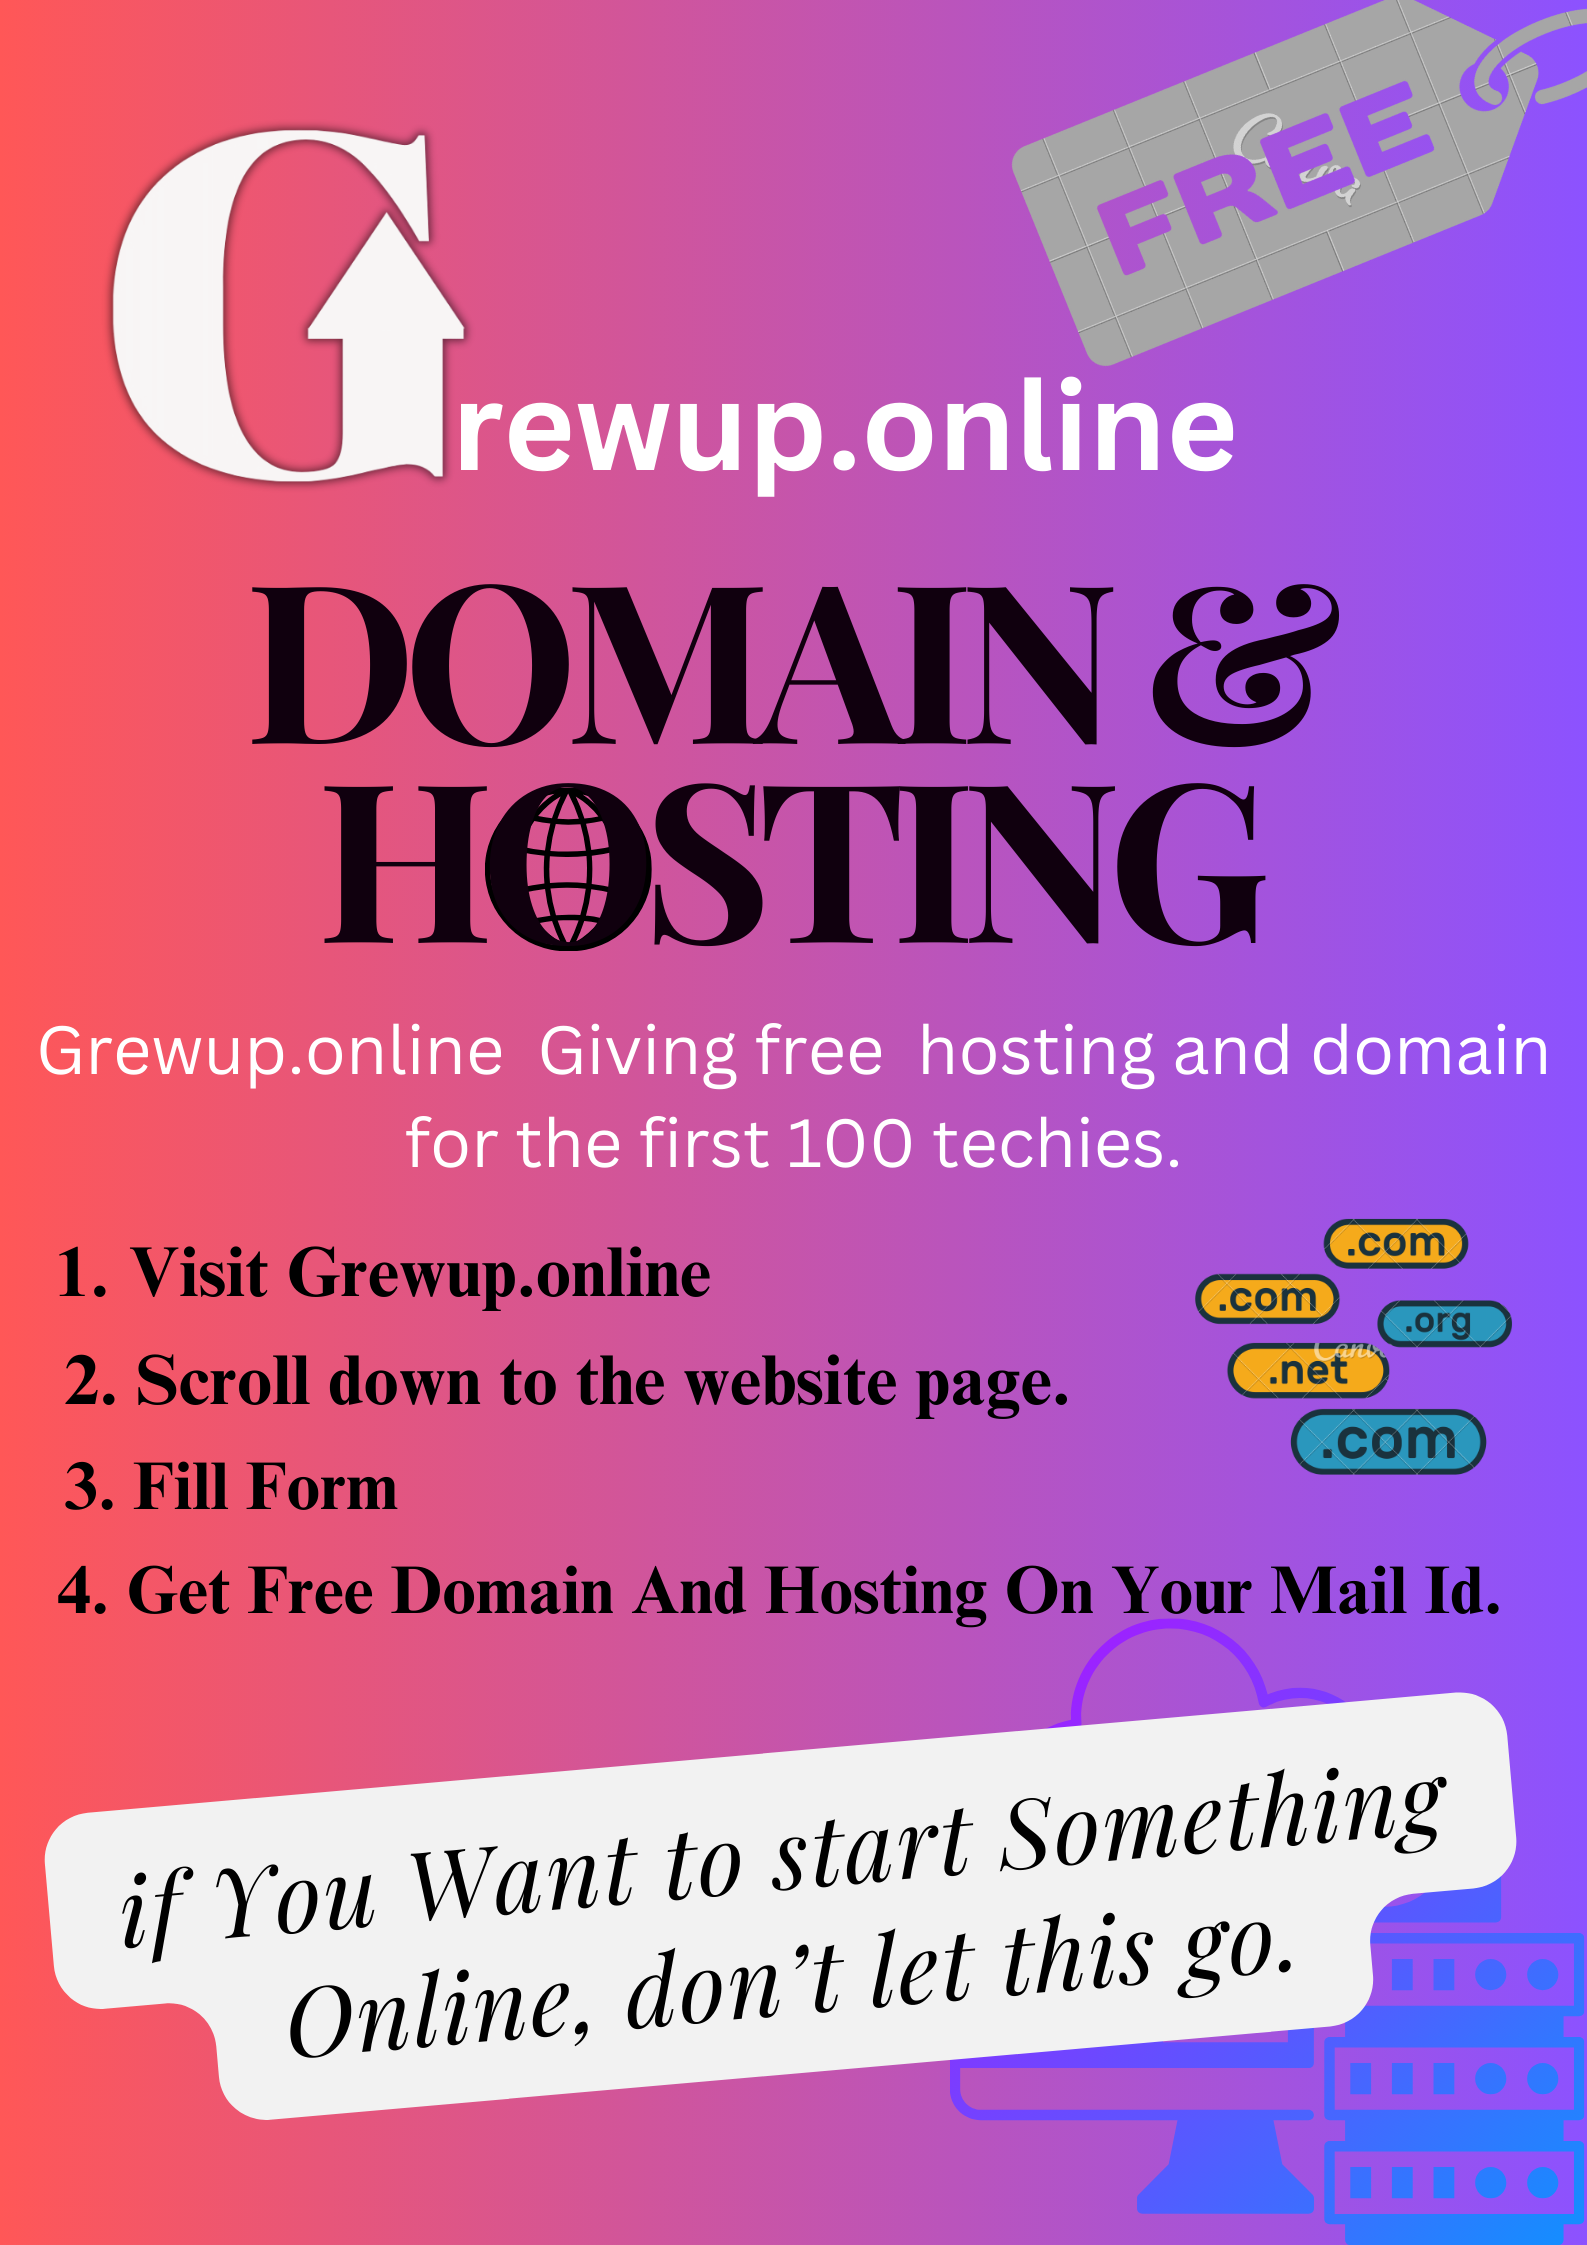 FREE
Grewup.online
DOMAIN &
HOSTING
Grewup.online Giving free hosting and domain
for the first 100 techies.
1. Visit Grewup.online
2. Scroll down to the website page.
3. Fill Form
4. Get Free Domain And Hosting On Your Mail Id.
.com
.com
.org
.net
.com
if You Want to start Something
Online, don’t let this go.